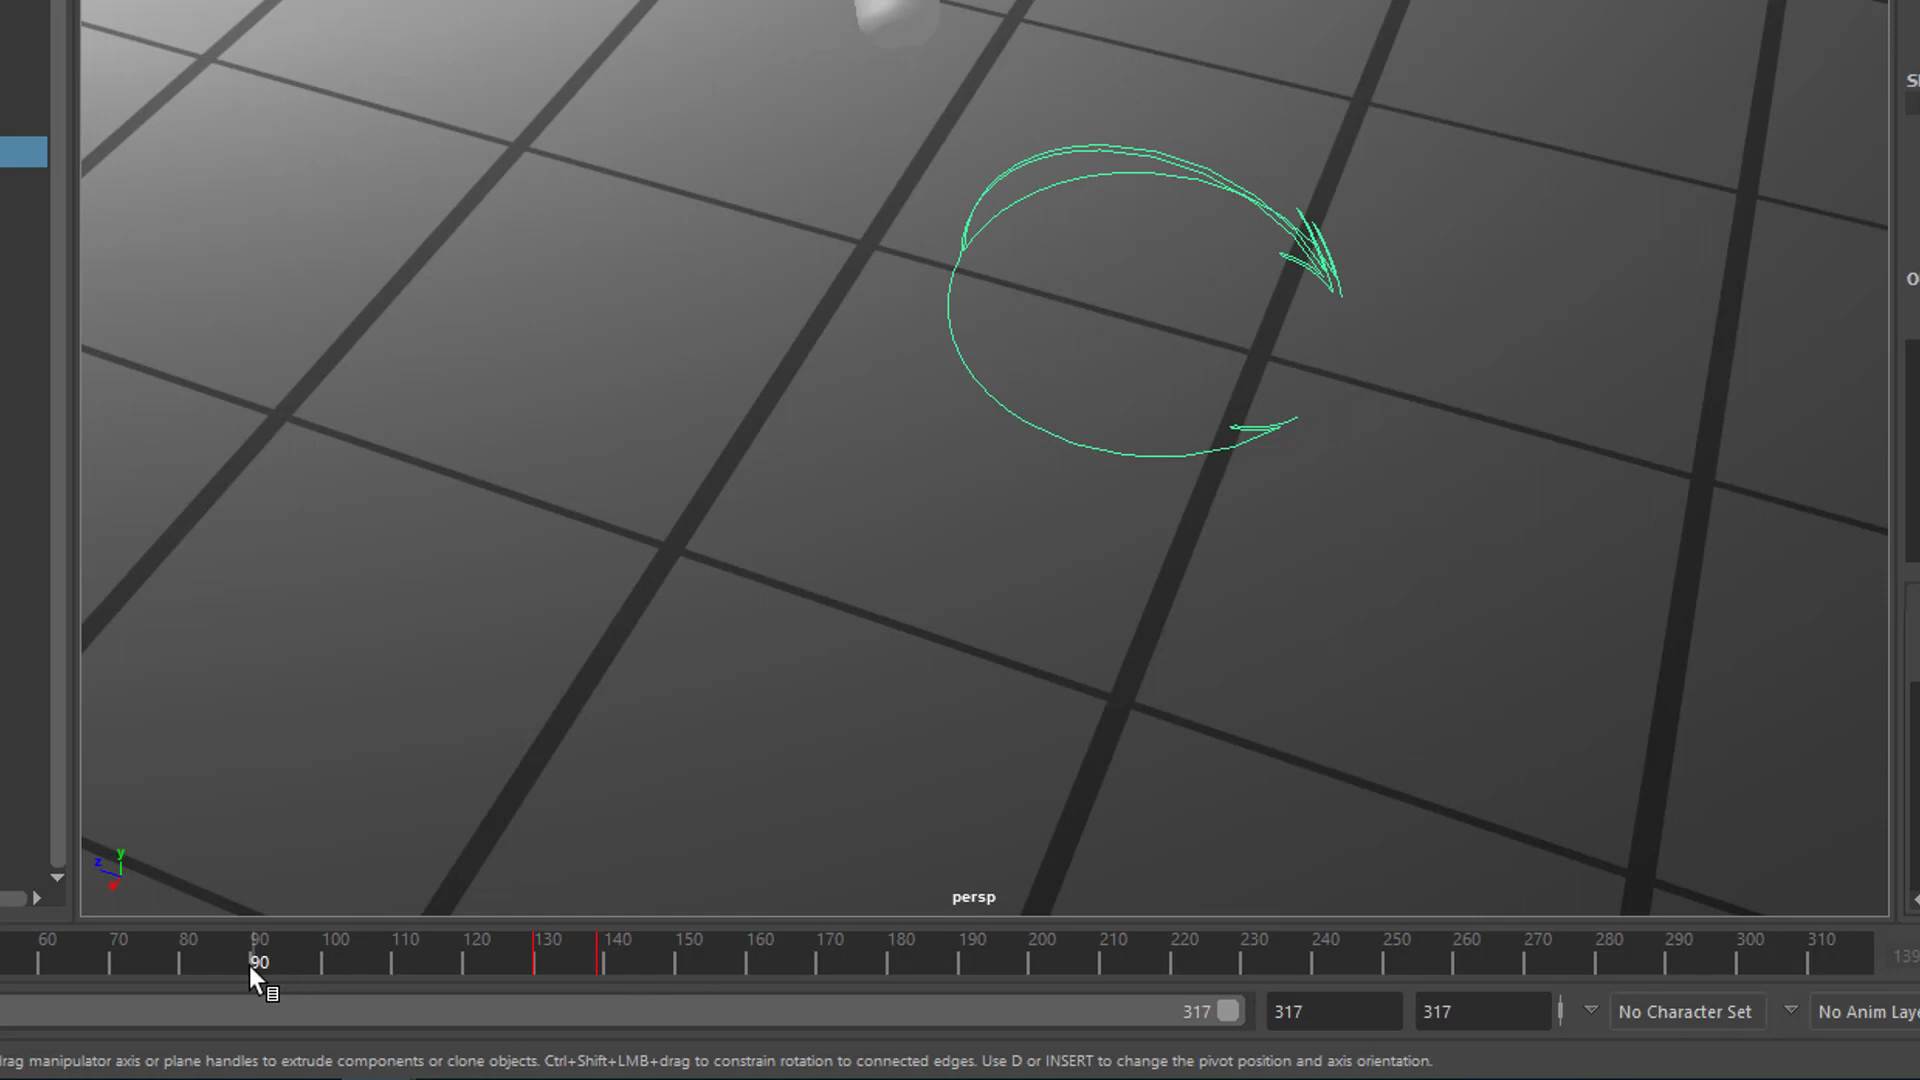 z y x
persp
60 70 80 90 100 110 120 130 140 150 160 170 180 190 200 210 220 230 240 250 260 270 280 290 300 310
90
139
317 317 317 No Character Set No Anim Laye
rag manipulator axis or plane handles to extrude components or clone objects. Ctrl+Shift+LMB+drag to constrain rotation to connected edges. Use D or INSERT to change the pivot position and axis orientation.